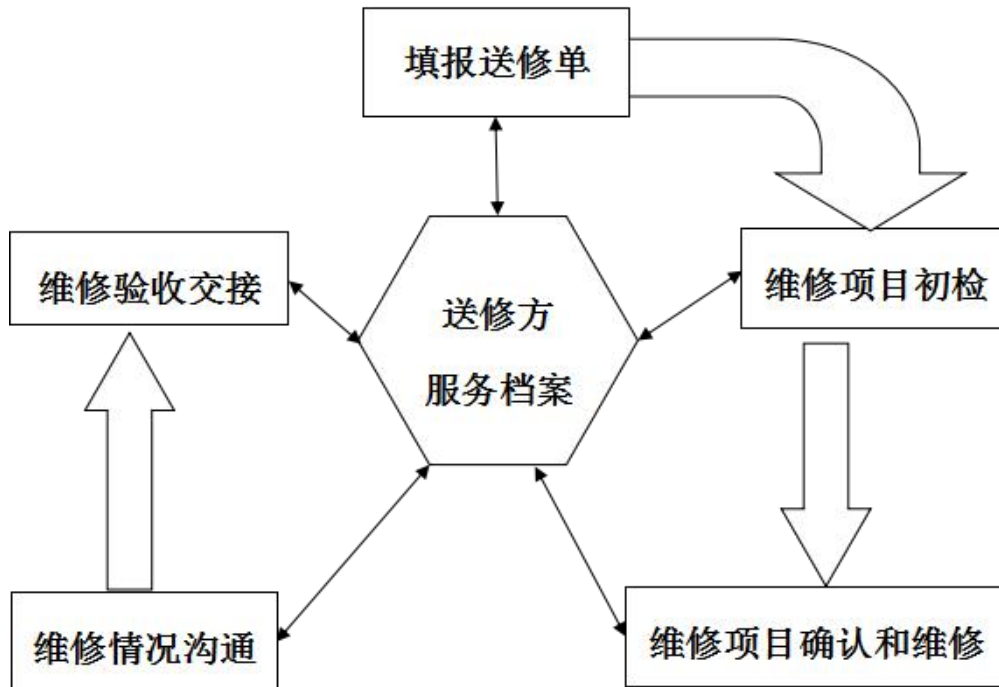 填报送修单
维修验收交接
维修项目初检
送修方
服务档案
维修情况沟通
维修项目确认和维修